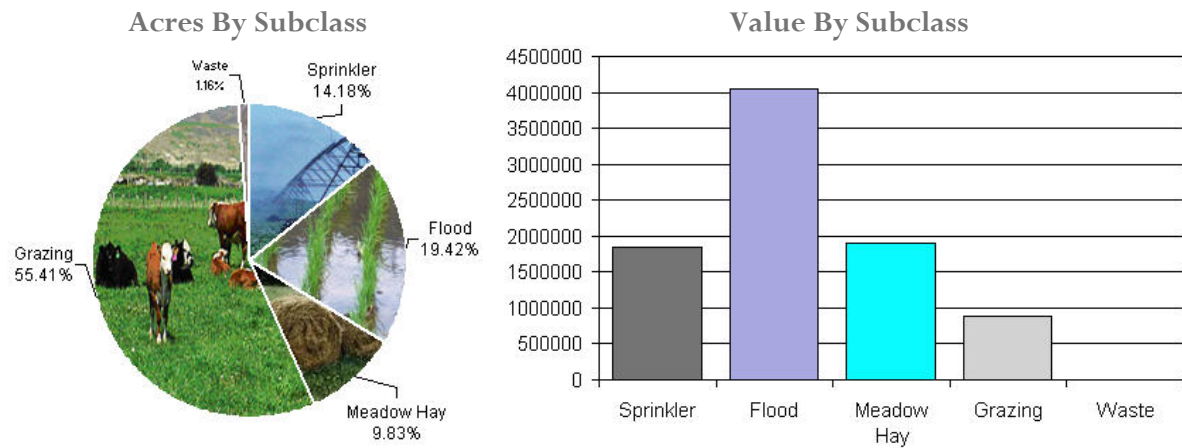 Acres By Subclass
Waste
1.16%
Sprinkler
14.18%
Flood
19.42%
Grazing
55.41%
Meadow Hay
9.83%
Value By Subclass
4500000
4000000
3500000
3000000
2500000
2000000
1500000
1000000
500000
0
Sprinkler
Flood
Meadow
Hay
Grazing
Waste